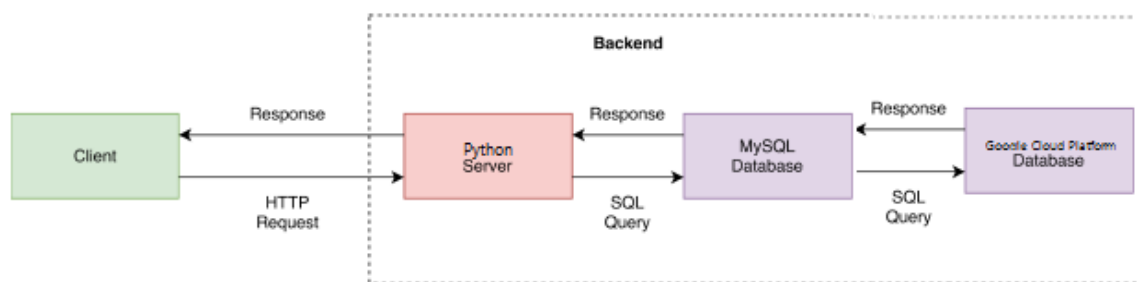 Backend
Response
Response
Response
Client
Python
Server
MySQL
Database
Google Cloud Platform
Database
HTTP
Request
SQL
Query
SQL
Query